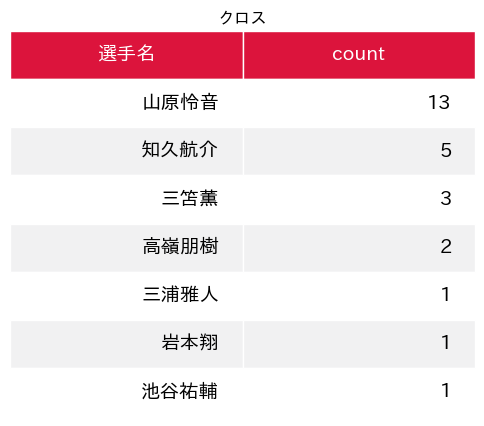 クロス
選手名 count
山原怜音 13
知久航介 5
三笘薫 3
高嶺朋樹 2
三浦雅人 1
岩本翔 1
池谷祐輔 1